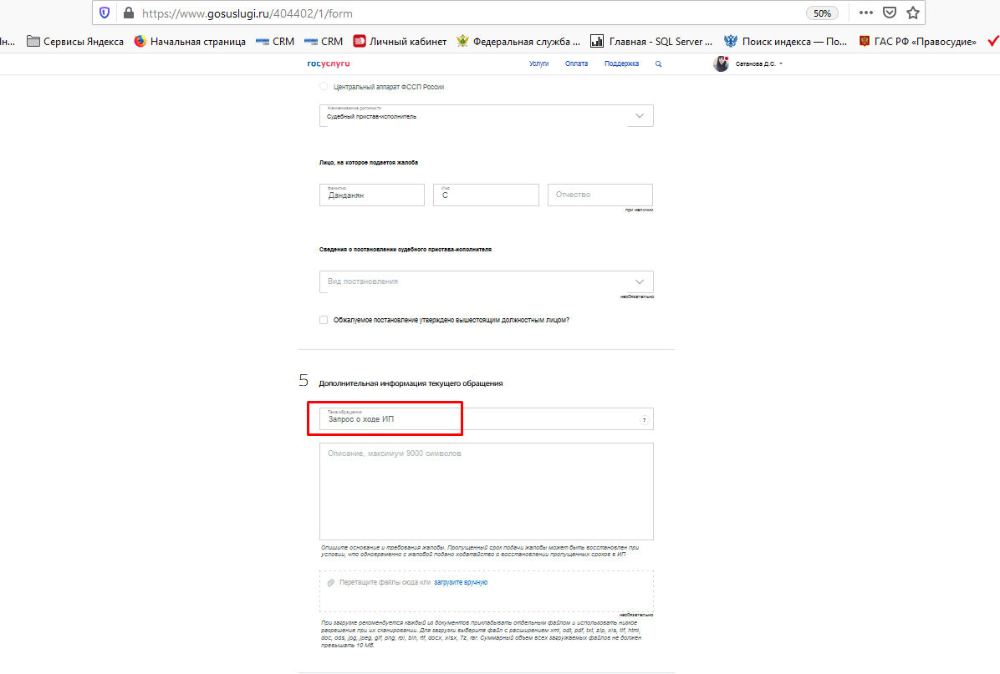 https://www.gosuslugi.ru/404402/1/form 50%
Сервисы Яндекса Начальная страница CRM CRM Личный кабинет Федеральная служба ... Главная - SQL Server ... Поиск индекса — По... ГАС РФ «Правосудие»
госуслуги Услуги Оплата Поддержка Сатанова Д.С.
Центральный аппарат ФССП России
Наименование должности
Судебный пристав-исполнитель
Лицо, на которое подается жалоба
Фамилия Имя
Данданян С Отчество
при наличии
Сведения о постановлении судебного пристава-исполнителя
Вид постановления
необязательно
Обжалуемое постановление утверждено вышестоящим должностным лицом?
5 Дополнительная информация текущего обращения
Тема обращения
Запрос о ходе ИП ?
Описание, максимум 9000 символов
Опишите основание и требования жалобы. Пропущенный срок подачи жалобы может быть восстановлен при
условии, что одновременно с жалобой подано ходатайство о восстановлении пропущенных сроков в ИП
Перетащите файлы сюда или загрузите вручную
необязательно
При загрузке рекомендуется каждый из документов прикладывать отдельным файлом и использовать низкое
разрешение при их сканировании. Для загрузки выберите файл с расширением xml, odt, pdf, txt, zip, xls, tif, html,
doc, ods, jpg, jpeg, gif, png, rpl, bin, rtf, docx, xlsx, 7z, rar. Суммарный объем всех загружаемых файлов не должен
превышать 10 Мб.